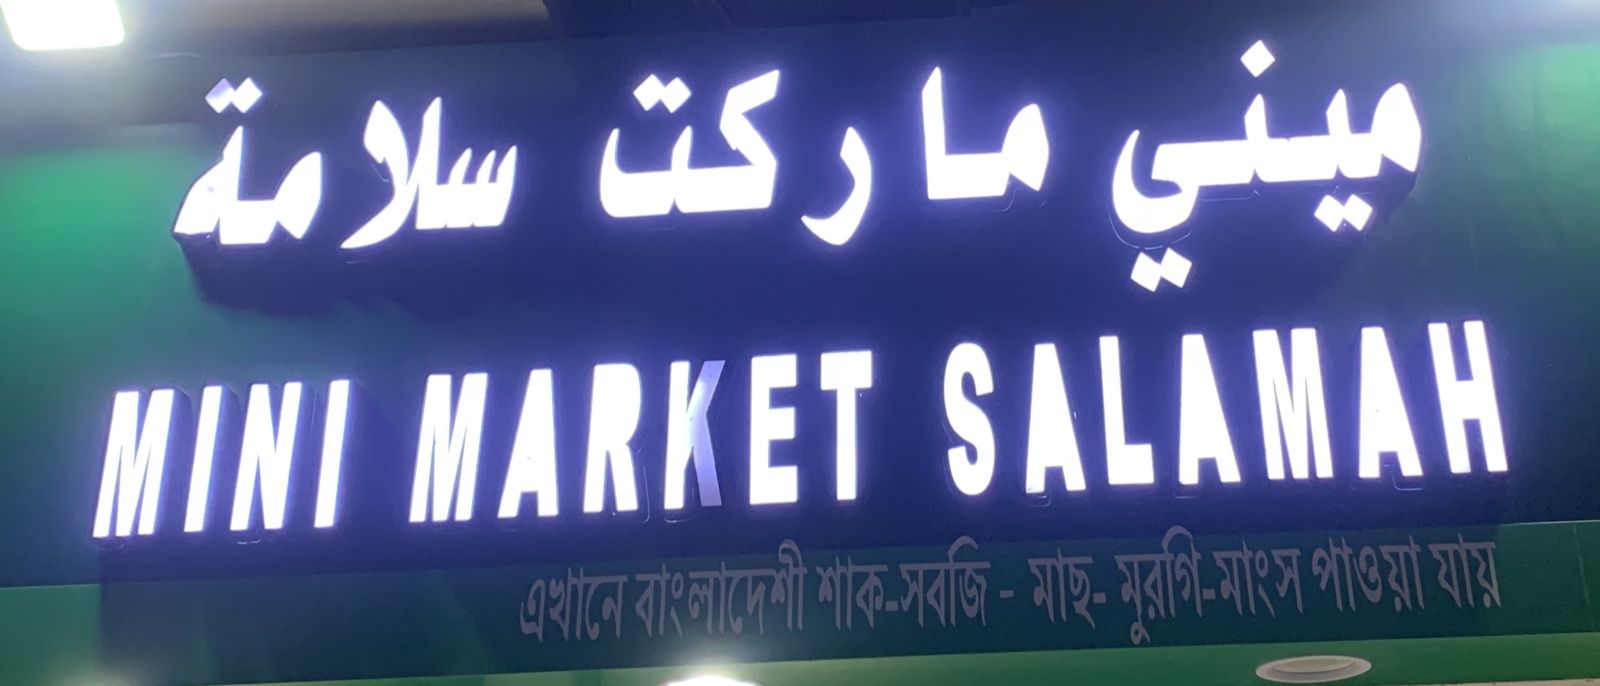 ميني ماركت سلامة
MINI MARKET SALAMAH
এখানে বাংলাদেশী শাক-সবজি - মাছ- মুরগি-মাংস পাওয়া যায়